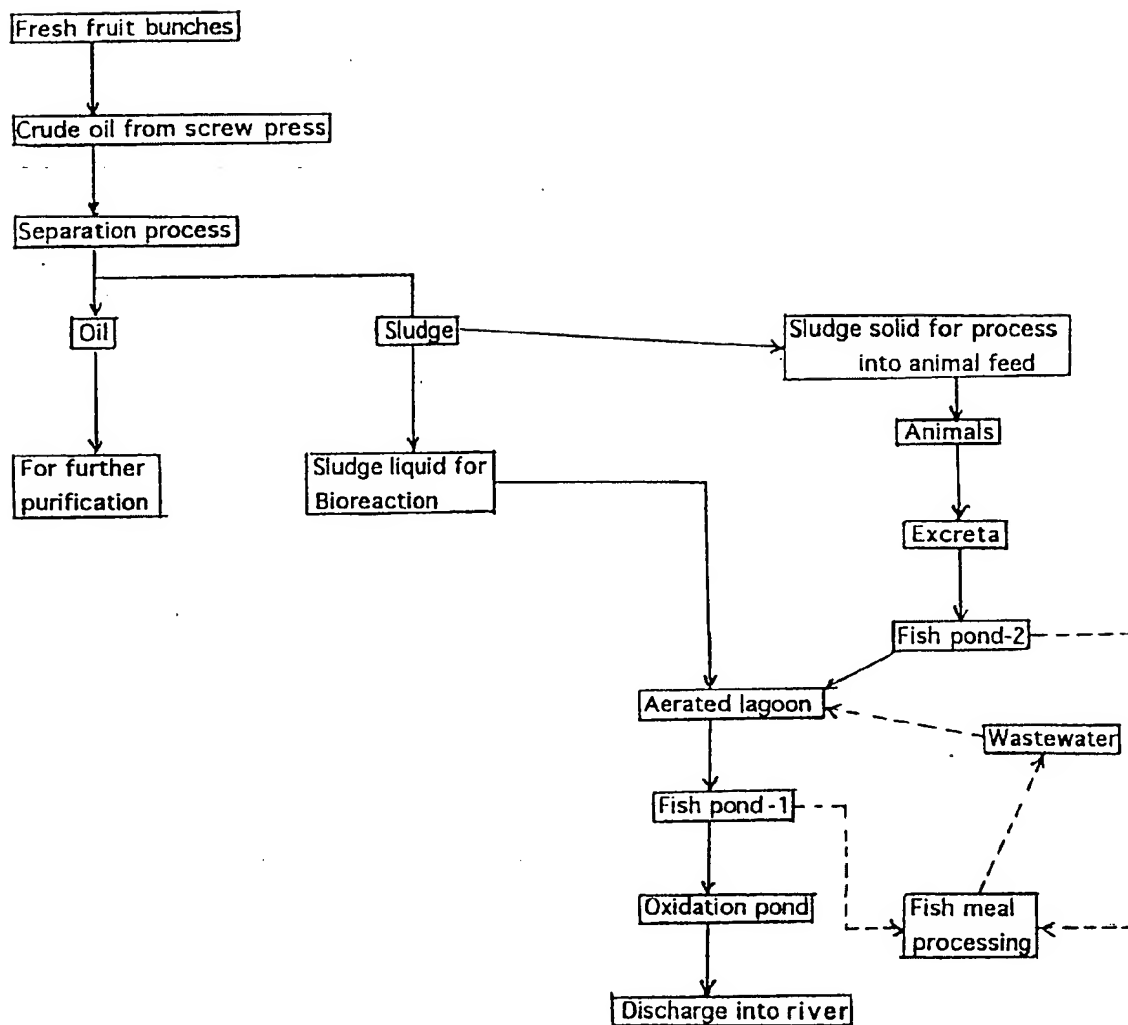 Fresh fruit bunches
Crude oil from screw press
Separation process
Oil
Sludge
Sludge solid for process
into animal feed
Animals
For further
purification
Sludge liquid for
Bioreaction
Excreta
Fish pond-2
Aerated lagoon
Wastewater
Fish pond-1
Oxidation pond
Fish meal
processing
Discharge into river